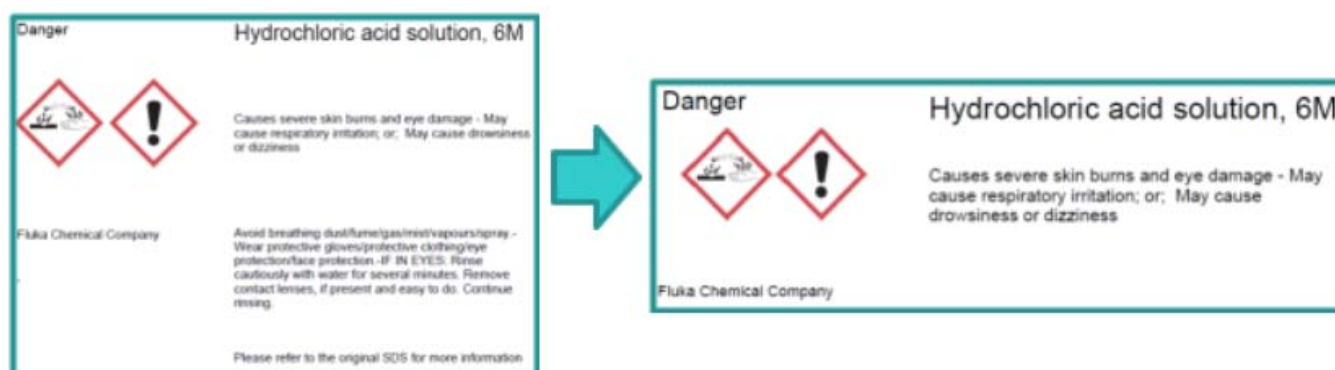 Danger
Hydrochloric acid solution, 6M
Causes severe skin burns and eye damage - May
cause respiratory irritation; or; May cause drowsiness
or dizziness
Fluka Chemical Company
Avoid breathing dust/fume/gas/mist/vapours/spray.-
Wear protective gloves/protective clothing/eye
protection/face protection.-IF IN EYES: Rinse
cautiously with water for several minutes. Remove
contact lenses, if present and easy to do. Continue
rinsing.
Please refer to the original SDS for more information
Danger
Hydrochloric acid solution, 6M
Causes severe skin burns and eye damage - May
cause respiratory irritation; or; May cause
drowsiness or dizziness
Fluka Chemical Company